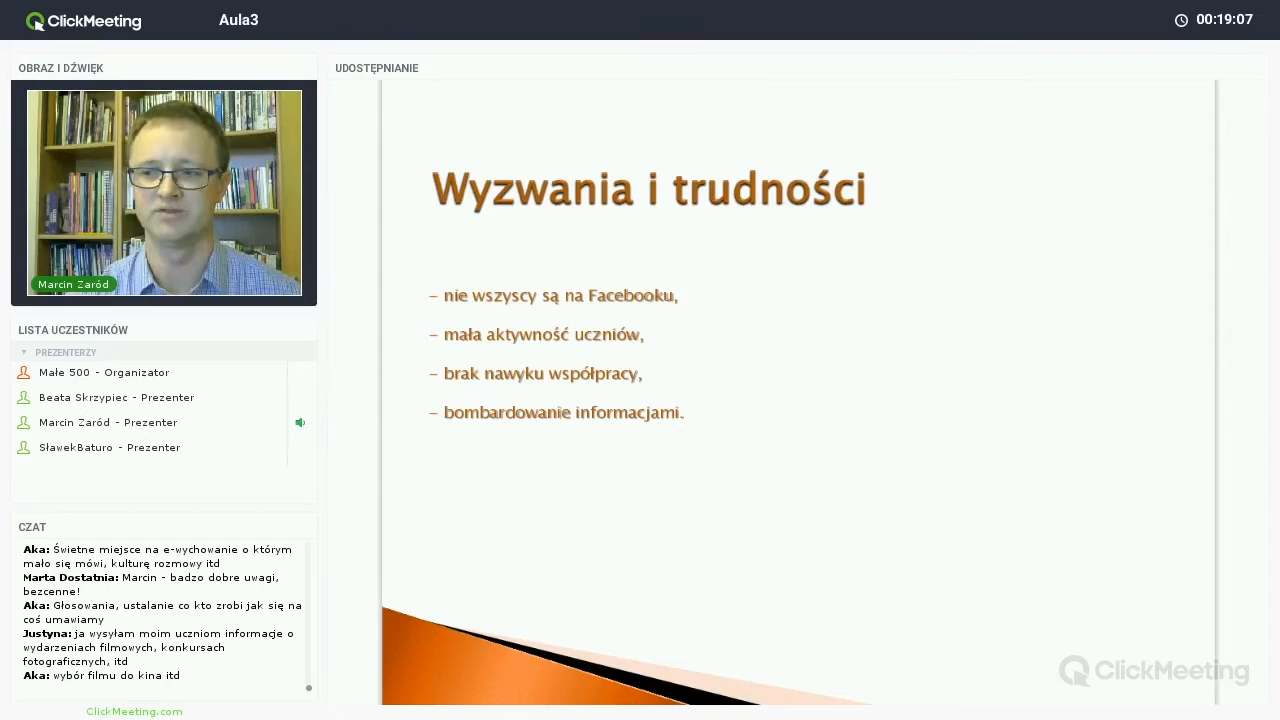 ClickMeeting
Aula3
00:19:07
OBRAZ I DŹWIĘK
UDOSTĘPNIANIE
Marcin Zaród
LISTA UCZESTNIKÓW
PREZENTERZY
Małe 500 - Organizator
Beata Skrzypiec - Prezenter
Marcin Zaród - Prezenter
SławekBaturo - Prezenter
CZAT
Aka: Świetne miejsce na e-wychowanie o którym
mało się mówi, kulturę rozmowy itd
Marta Dostatnia: Marcin - badzo dobre uwagi,
bezcenne!
Aka: Głosowania, ustalanie co kto zrobi jak się na
coś umawiamy
Justyna: ja wysyłam moim uczniom informacje o
wydarzeniach filmowych, konkursach
fotograficznych, itd
Aka: wybór filmu do kina itd
ClickMeeting.com
Wyzwania i trudności
– nie wszyscy są na Facebooku,
– mała aktywność uczniów,
– brak nawyku współpracy,
– bombardowanie informacjami.
ClickMeeting